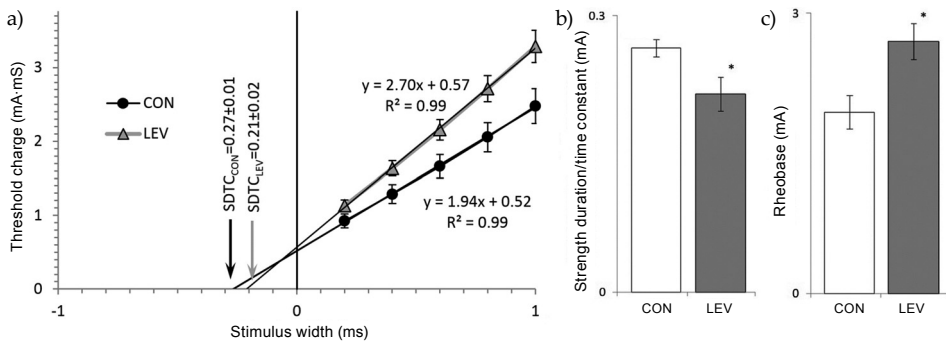 a)
Threshold charge (mA·mS)
3
2
1
0
CON
LEV
SDTCCON=0.27±0.01
SDTCLEV=0.21±0.02
y = 2.70x + 0.57
R² = 0.99
y = 1.94x + 0.52
R² = 0.99
-1
0
1
Stimulus width (ms)
b)
Strength duration/time constant (mA)
0.3
0
*
CON
LEV
c)
Rheobase (mA)
3
0
*
CON
LEV